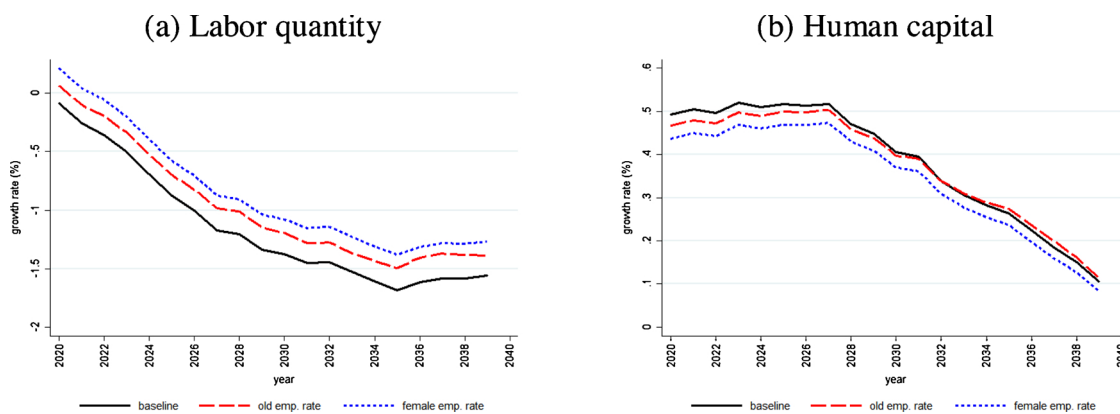 (a) Labor quantity
growth rate (%)
0
-.5
-1
-1.5
-2
2020
2022
2024
2026
2028
2030
2032
2034
2036
2038
2040
year
baseline
old emp. rate
female emp. rate
(b) Human capital
growth rate (%)
.6
.5
.4
.3
.2
.1
0
2020
2022
2024
2026
2028
2030
2032
2034
2036
2038
2040
year
baseline
old emp. rate
female emp. rate